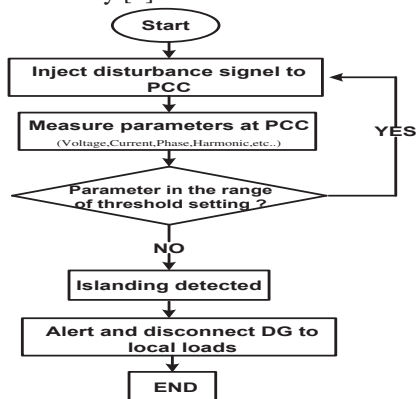 Start
Inject disturbance signel to
PCC
Measure parameters at PCC
(Voltage,Current,Phase,Harmonic,etc..)
YES
Parameter in the range
of threshold setting ?
NO
Islanding detected
Alert and disconnect DG to
local loads
END